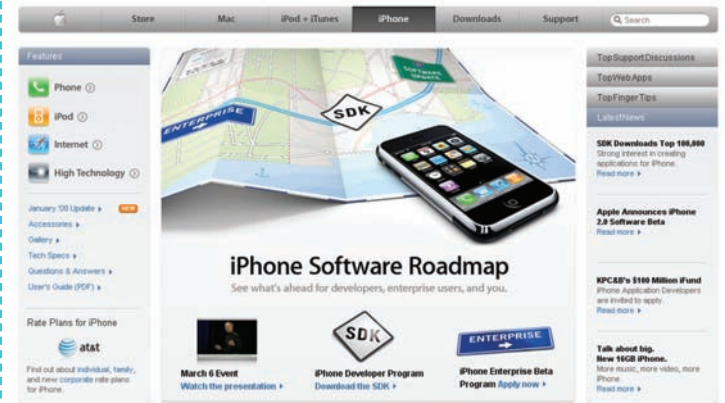 Store Mac iPod + iTunes iPhone Downloads Support Search
Features
Phone
iPod
Internet
High Technology
January '08 Update NEW
Accessories
Gallery
Tech Specs
Questions & Answers
User's Guide (PDF)
Rate Plans for iPhone
at&t
Find out about individual, family,
and new corporate rate plans
for iPhone.
SOFTWARE
UPDATE
SDK
ENTERPRISE
iPhone Software Roadmap
See what's ahead for developers, enterprise users, and you.
March 6 Event
Watch the presentation
SDK
iPhone Developer Program
Download the SDK
ENTERPRISE
iPhone Enterprise Beta
Program Apply now
Top Support Discussions
Top Web Apps
Top Finger Tips
Latest News
SDK Downloads Top 100,000
Strong interest in creating
applications for iPhone.
Read more
Apple Announces iPhone
2.0 Software Beta
Read more
KPCB's $100 Million iFund
iPhone Application Developers
are invited to apply.
Read more
Talk about big.
New 16GB iPhone.
More music, more video, more
iPhone.
Read more